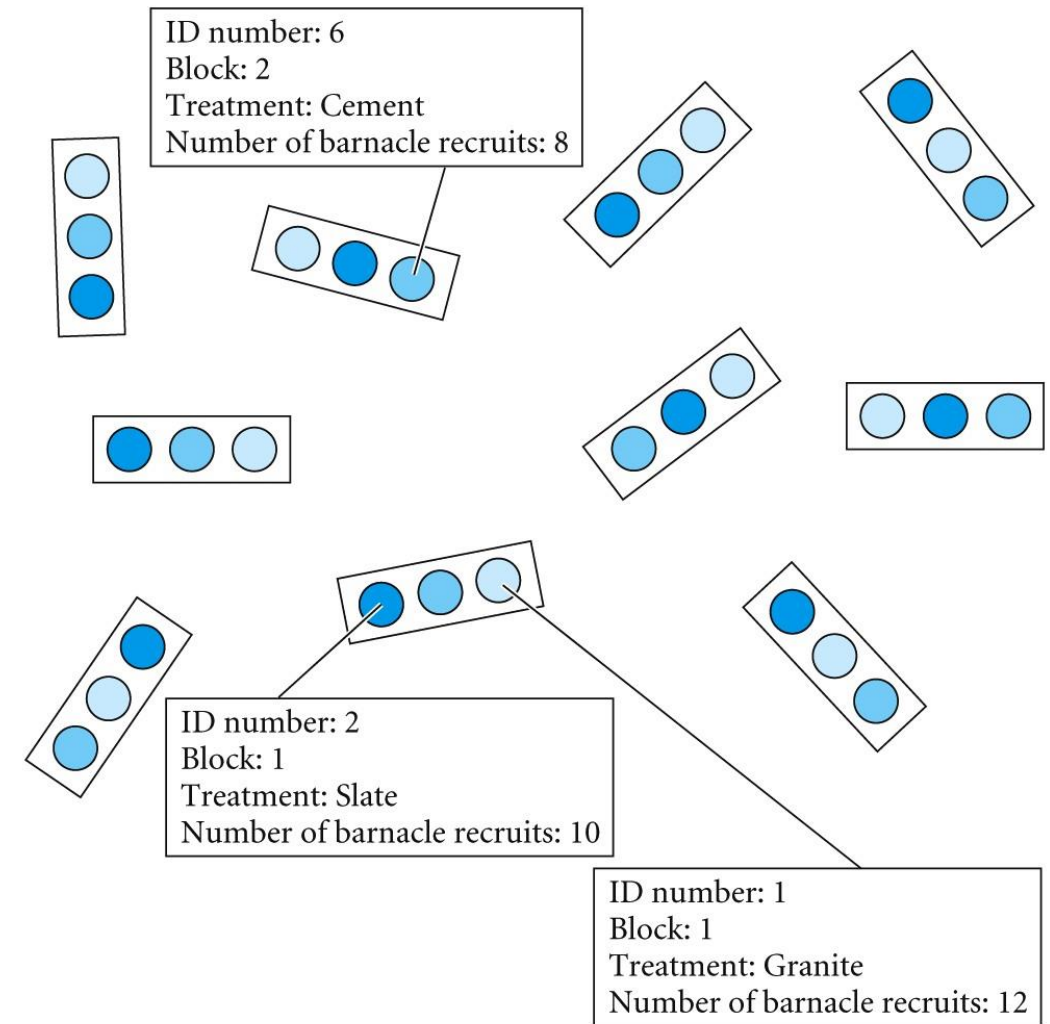 ID number: 6
Block: 2
Treatment: Cement
Number of barnacle recruits: 8
ID number: 2
Block: 1
Treatment: Slate
Number of barnacle recruits: 10
ID number: 1
Block: 1
Treatment: Granite
Number of barnacle recruits: 12